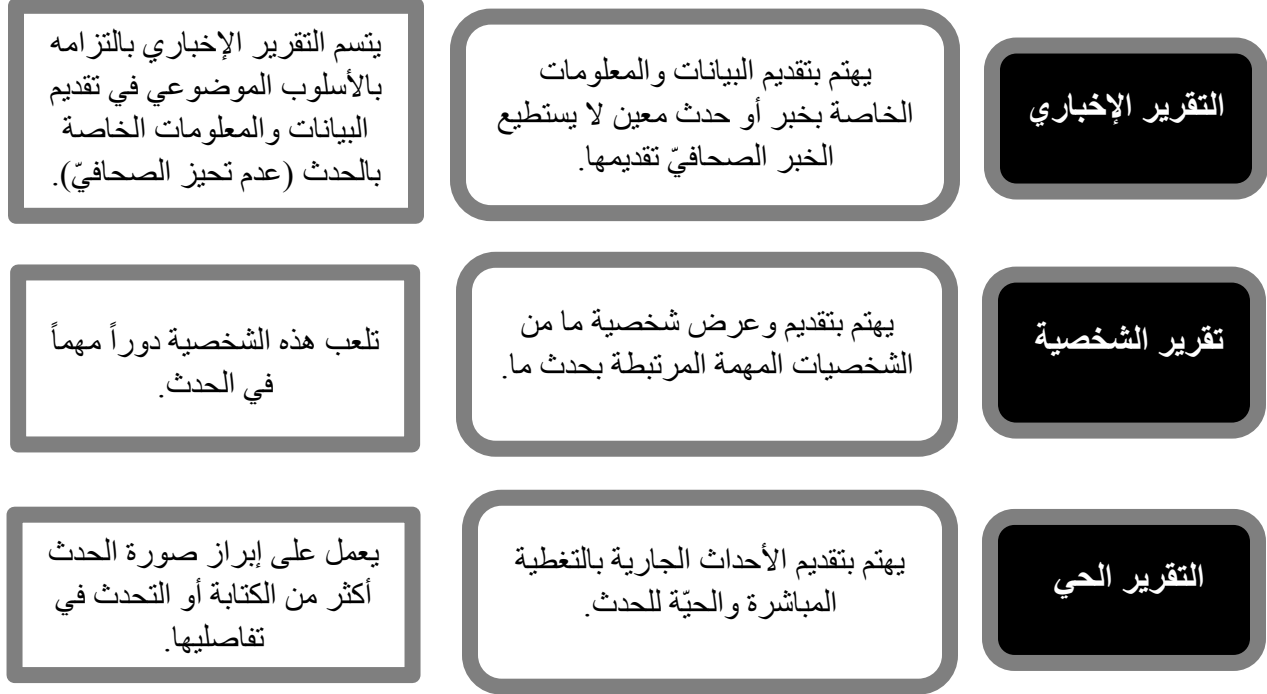 التقرير الإخباري
يهتم بتقديم البيانات والمعلومات
الخاصة بخبر أو حدث معين لا يستطيع
الخبر الصحافيّ تقديمها.
يتسم التقرير الإخباري بالتزامه
بالأسلوب الموضوعي في تقديم
البيانات والمعلومات الخاصة
بالحدث (عدم تحيز الصحافيّ).
تقرير الشخصية
يهتم بتقديم وعرض شخصية ما من
الشخصيات المهمة المرتبطة بحدث ما.
تلعب هذه الشخصية دوراً مهماً
في الحدث.
التقرير الحي
يهتم بتقديم الأحداث الجارية بالتغطية
المباشرة والحيّة للحدث.
يعمل على إبراز صورة الحدث
أكثر من الكتابة أو التحدث في
تفاصليها.